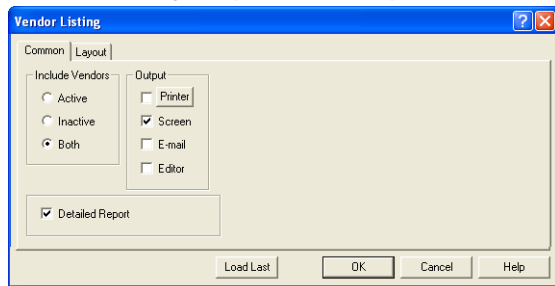 Vendor Listing
Common Layout
Include Vendors
Active
Inactive
Both
Output
Printer
Screen
E-mail
Editor
Detailed Report
Load Last OK Cancel Help